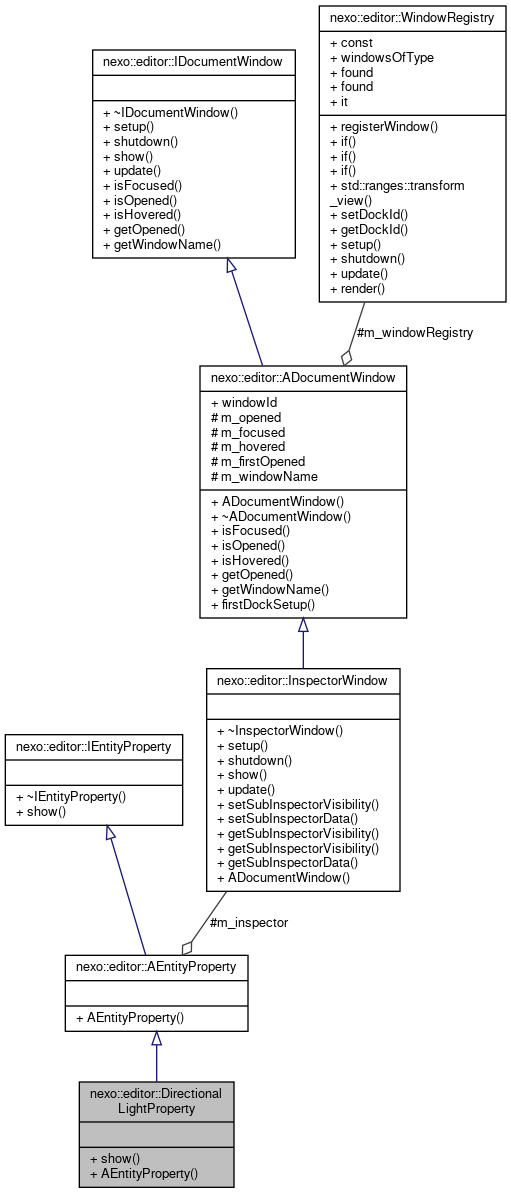 nexo::editor::WindowRegistry
+ const
+ windowsOfType
+ found
+ found
+ it
+ registerWindow()
+ if()
+ if()
+ if()
+ std::ranges::transform
_view()
+ setDockId()
+ getDockId()
+ setup()
+ shutdown()
+ update()
+ render()
nexo::editor::IDocumentWindow
+ ~IDocumentWindow()
+ setup()
+ shutdown()
+ show()
+ update()
+ isFocused()
+ isOpened()
+ isHovered()
+ getOpened()
+ getWindowName()
#m_windowRegistry
nexo::editor::ADocumentWindow
+ windowId
# m_opened
# m_focused
# m_hovered
# m_firstOpened
# m_windowName
+ ADocumentWindow()
+ ~ADocumentWindow()
+ isFocused()
+ isOpened()
+ isHovered()
+ getOpened()
+ getWindowName()
+ firstDockSetup()
nexo::editor::InspectorWindow
+ ~InspectorWindow()
+ setup()
+ shutdown()
+ show()
+ update()
+ setSubInspectorVisibility()
+ setSubInspectorData()
+ getSubInspectorVisibility()
+ getSubInspectorVisibility()
+ getSubInspectorData()
+ ADocumentWindow()
nexo::editor::IEntityProperty
+ ~IEntityProperty()
+ show()
#m_inspector
nexo::editor::AEntityProperty
+ AEntityProperty()
nexo::editor::Directional
LightProperty
+ show()
+ AEntityProperty()